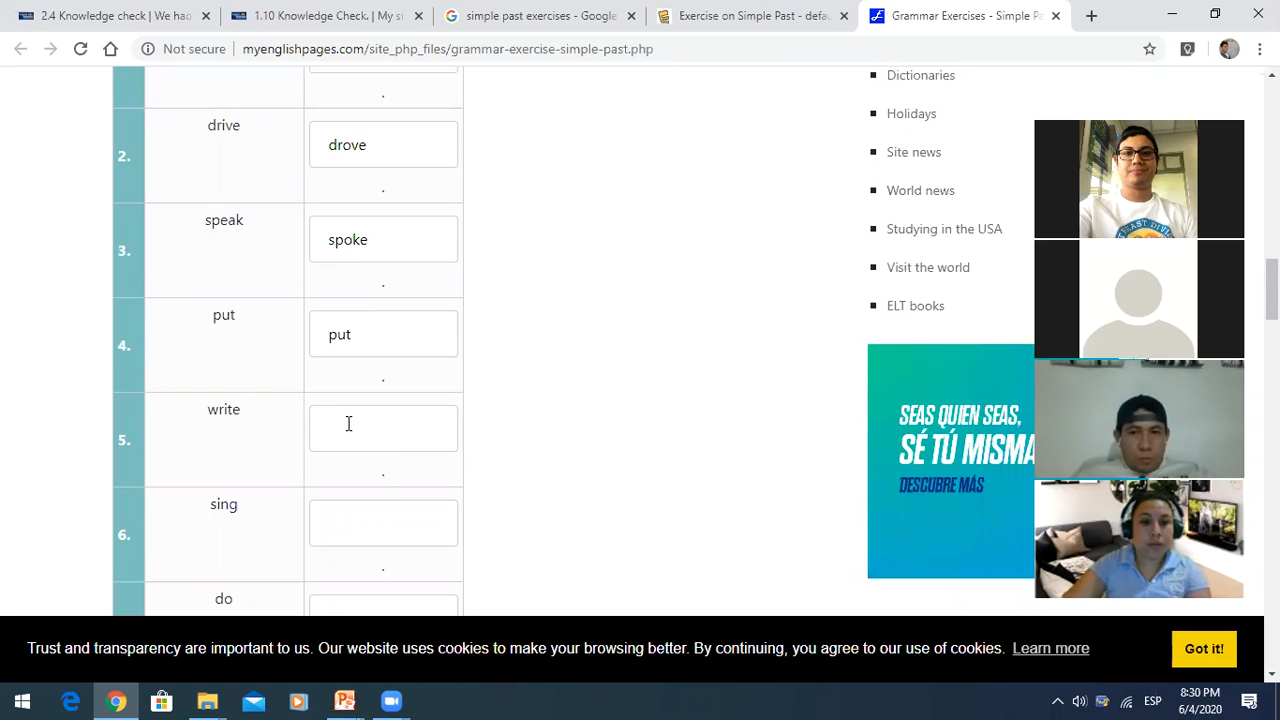 2.4 Knowledge check | Web
1.10 Knowledge Check. | My
simple past exercises - Google
Exercise on Simple Past - defau
Grammar Exercises - Simple Pa
Not secure
myenglishpages.com/site_php_files/grammar-exercise-simple-past.php
.
2.
drive
drove
.
3.
speak
spoke
.
4.
put
put
.
5.
write
.
6.
sing
.
do
Dictionaries
Holidays
Site news
World news
Studying in the USA
Visit the world
ELT books
SEAS QUIEN SEAS,
SÉ TÚ MISMA
DESCUBRE MÁS
Trust and transparency are important to us. Our website uses cookies to make your browsing better. By continuing, you agree to our use of cookies. Learn more
Got it!
ESP
8:30 PM
6/4/2020